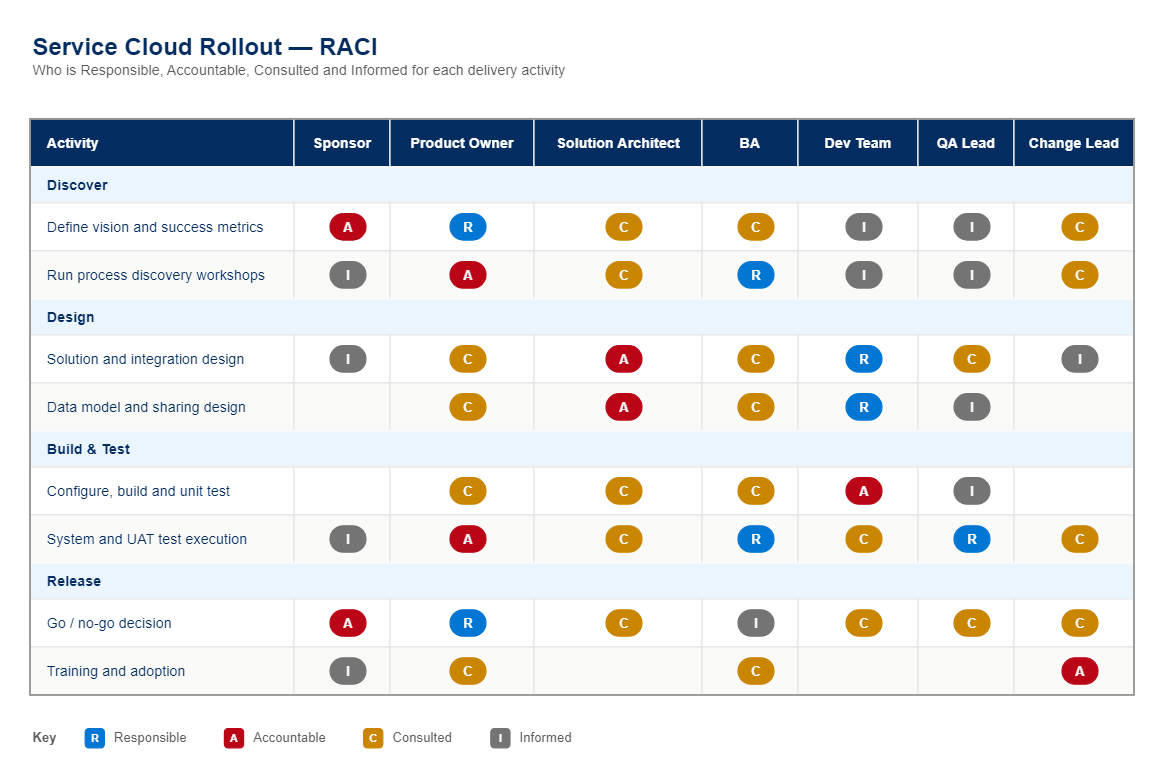 Service Cloud Rollout — RACI
Who is Responsible, Accountable, Consulted and Informed for each delivery activity
Activity Sponsor Product Owner Solution Architect BA Dev Team QA Lead Change Lead
Discover
Define vision and success metrics A R C C I I C
Run process discovery workshops I A C R I I C
Design
Solution and integration design I C A C R C I
Data model and sharing design C A C R I
Build & Test
Configure, build and unit test C C C A I
System and UAT test execution I A C R C R C
Release
Go / no-go decision A R C I C C C
Training and adoption I C C A
Key R Responsible A Accountable C Consulted I Informed